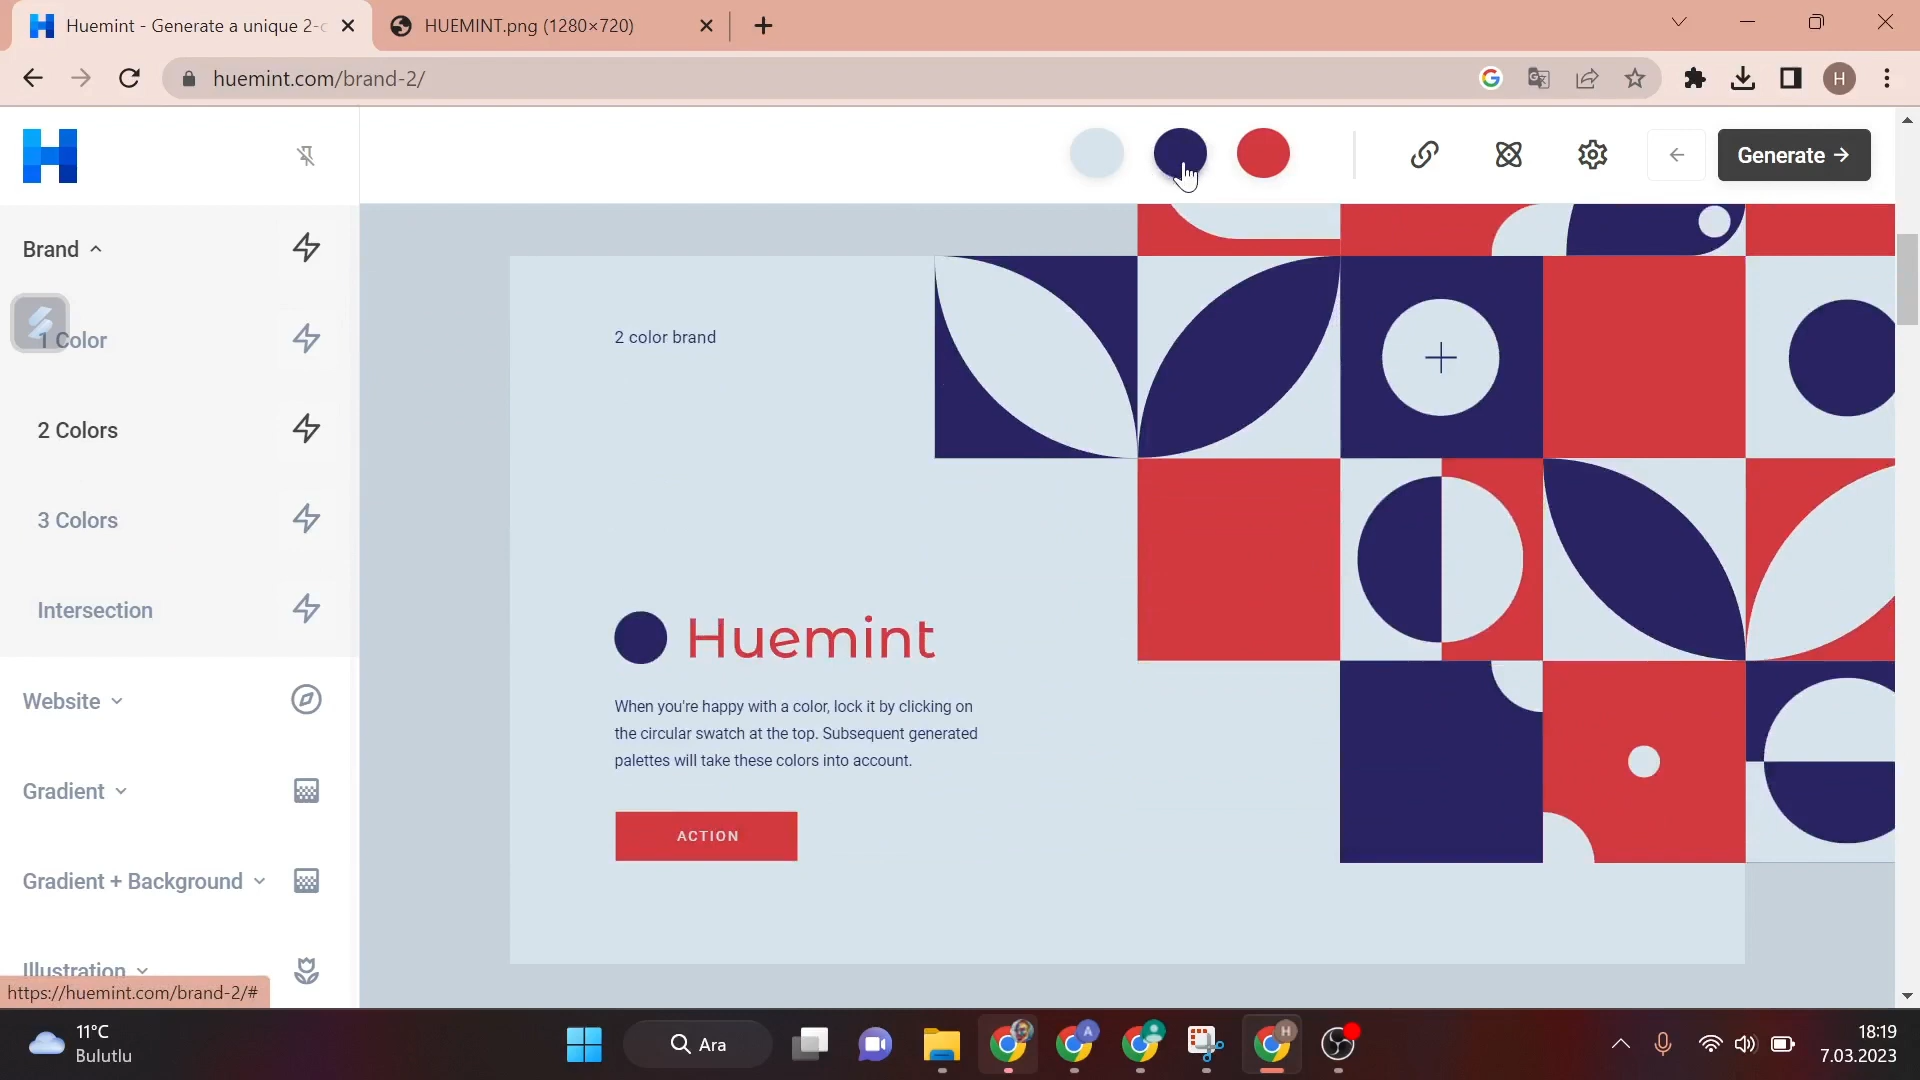 Huemint - Generate a unique 2-c
HUEMINT.png (1280×720)
huemint.com/brand-2/
H
Generate →
Brand
1 Color
2 Colors
3 Colors
Intersection
Website
Gradient
Gradient + Background
Illustration
https://huemint.com/brand-2/#
2 color brand
Huemint
When you're happy with a color, lock it by clicking on
the circular swatch at the top. Subsequent generated
palettes will take these colors into account.
ACTION
11°C
Bulutlu
Ara
A
H
18:19
7.03.2023